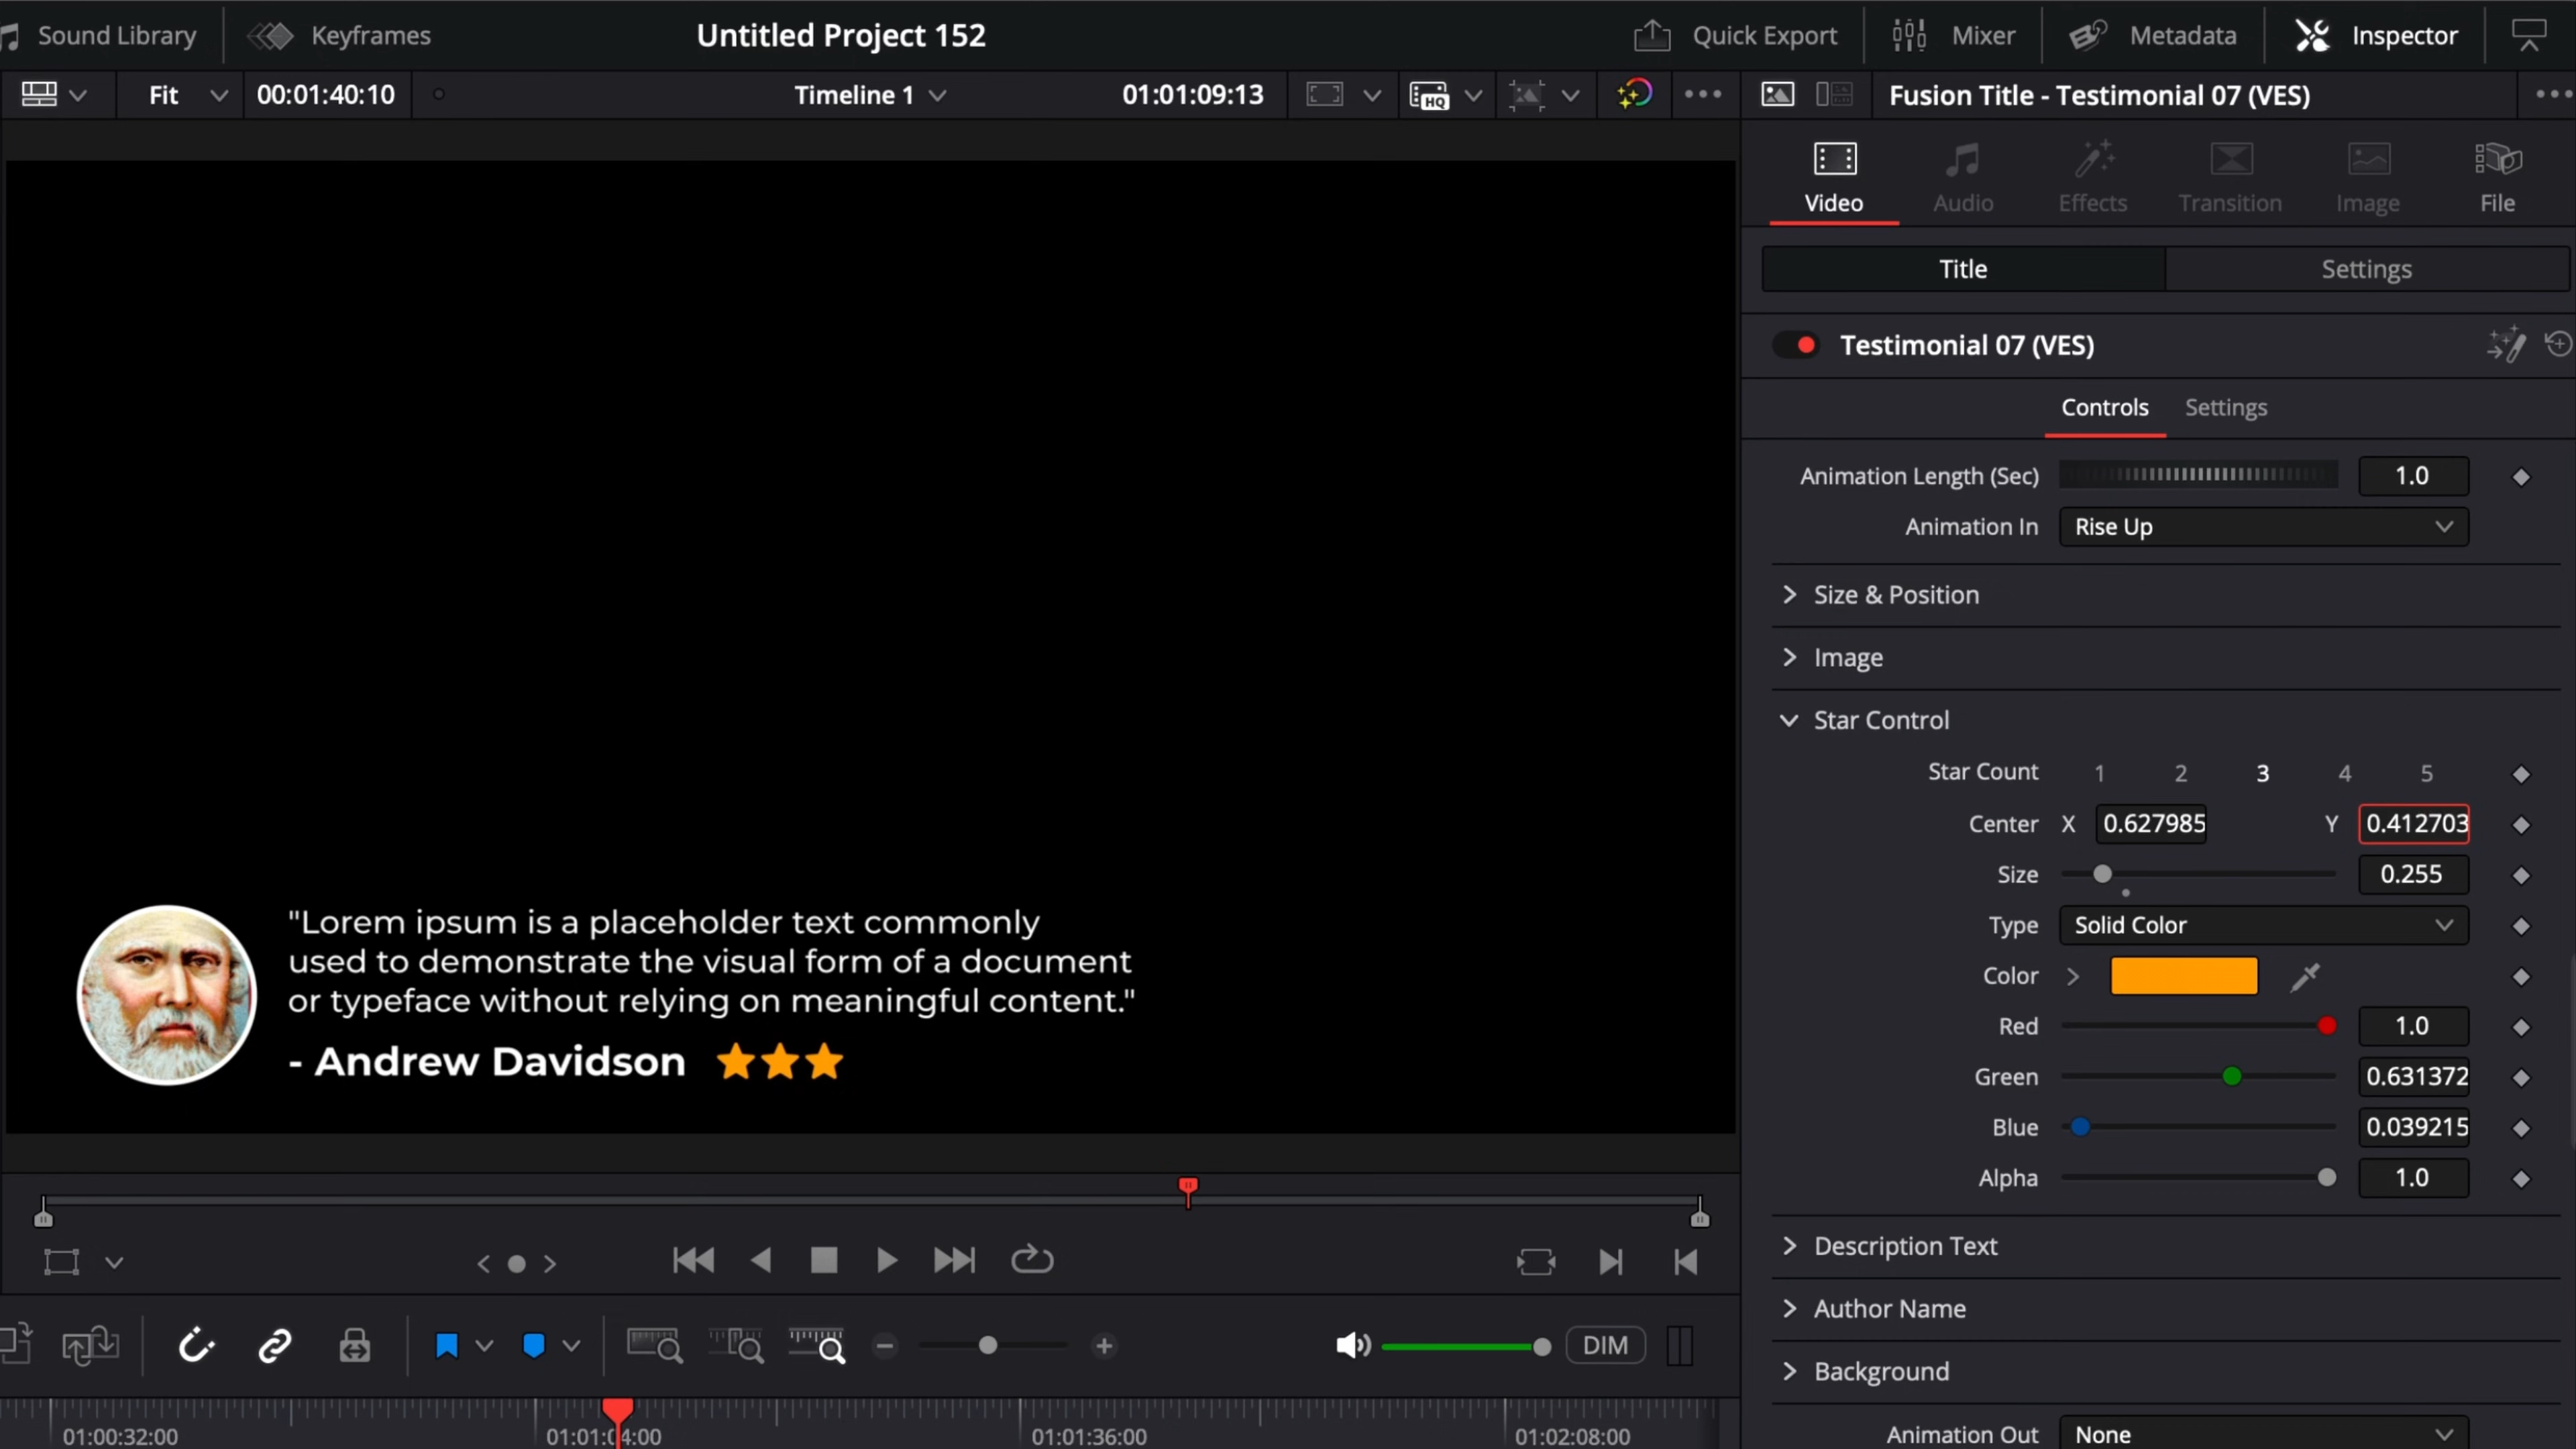 Sound Library
Keyframes
Untitled Project 152
Quick Export
Mixer
Metadata
Inspector
Fit
00:01:40:10
Timeline 1
01:01:09:13
HQ
Fusion Title - Testimonial 07 (VES)
Video
Audio
Effects
Transition
Image
File
Title
Settings
Testimonial 07 (VES)
Controls
Settings
Animation Length (Sec)
1.0
Animation In
Rise Up
Size & Position
Image
Star Control
Star Count
1
2
3
4
5
Center
X
0.627985
Y
0.412703
Size
0.255
Type
Solid Color
Color
Red
1.0
Green
0.631372
Blue
0.039215
Alpha
1.0
Description Text
Author Name
Background
Animation Out
None
"Lorem ipsum is a placeholder text commonly
used to demonstrate the visual form of a document
or typeface without relying on meaningful content."
- Andrew Davidson
DIM
01:00:32:00
01:01:04:00
01:01:36:00
01:02:08:00